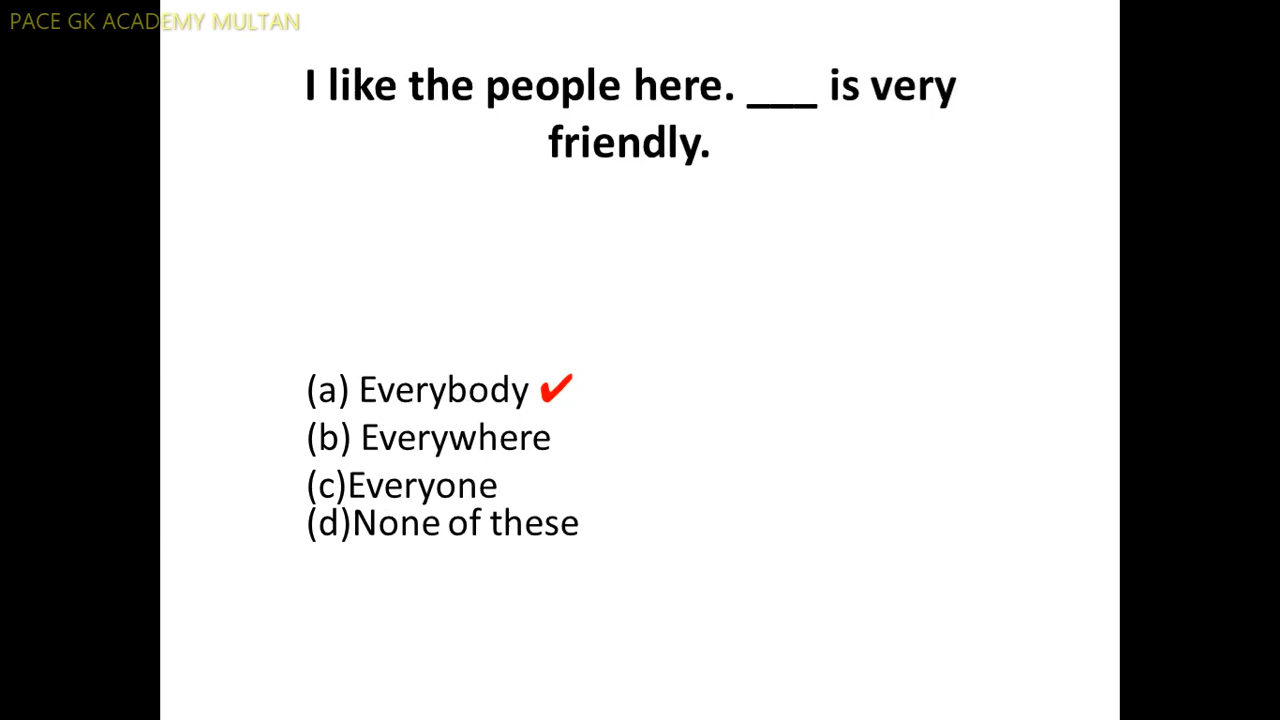 PACE GK ACADEMY MULTAN
I like the people here. ___ is very
friendly.
(a) Everybody ✔
(b) Everywhere
(c)Everyone
(d)None of these